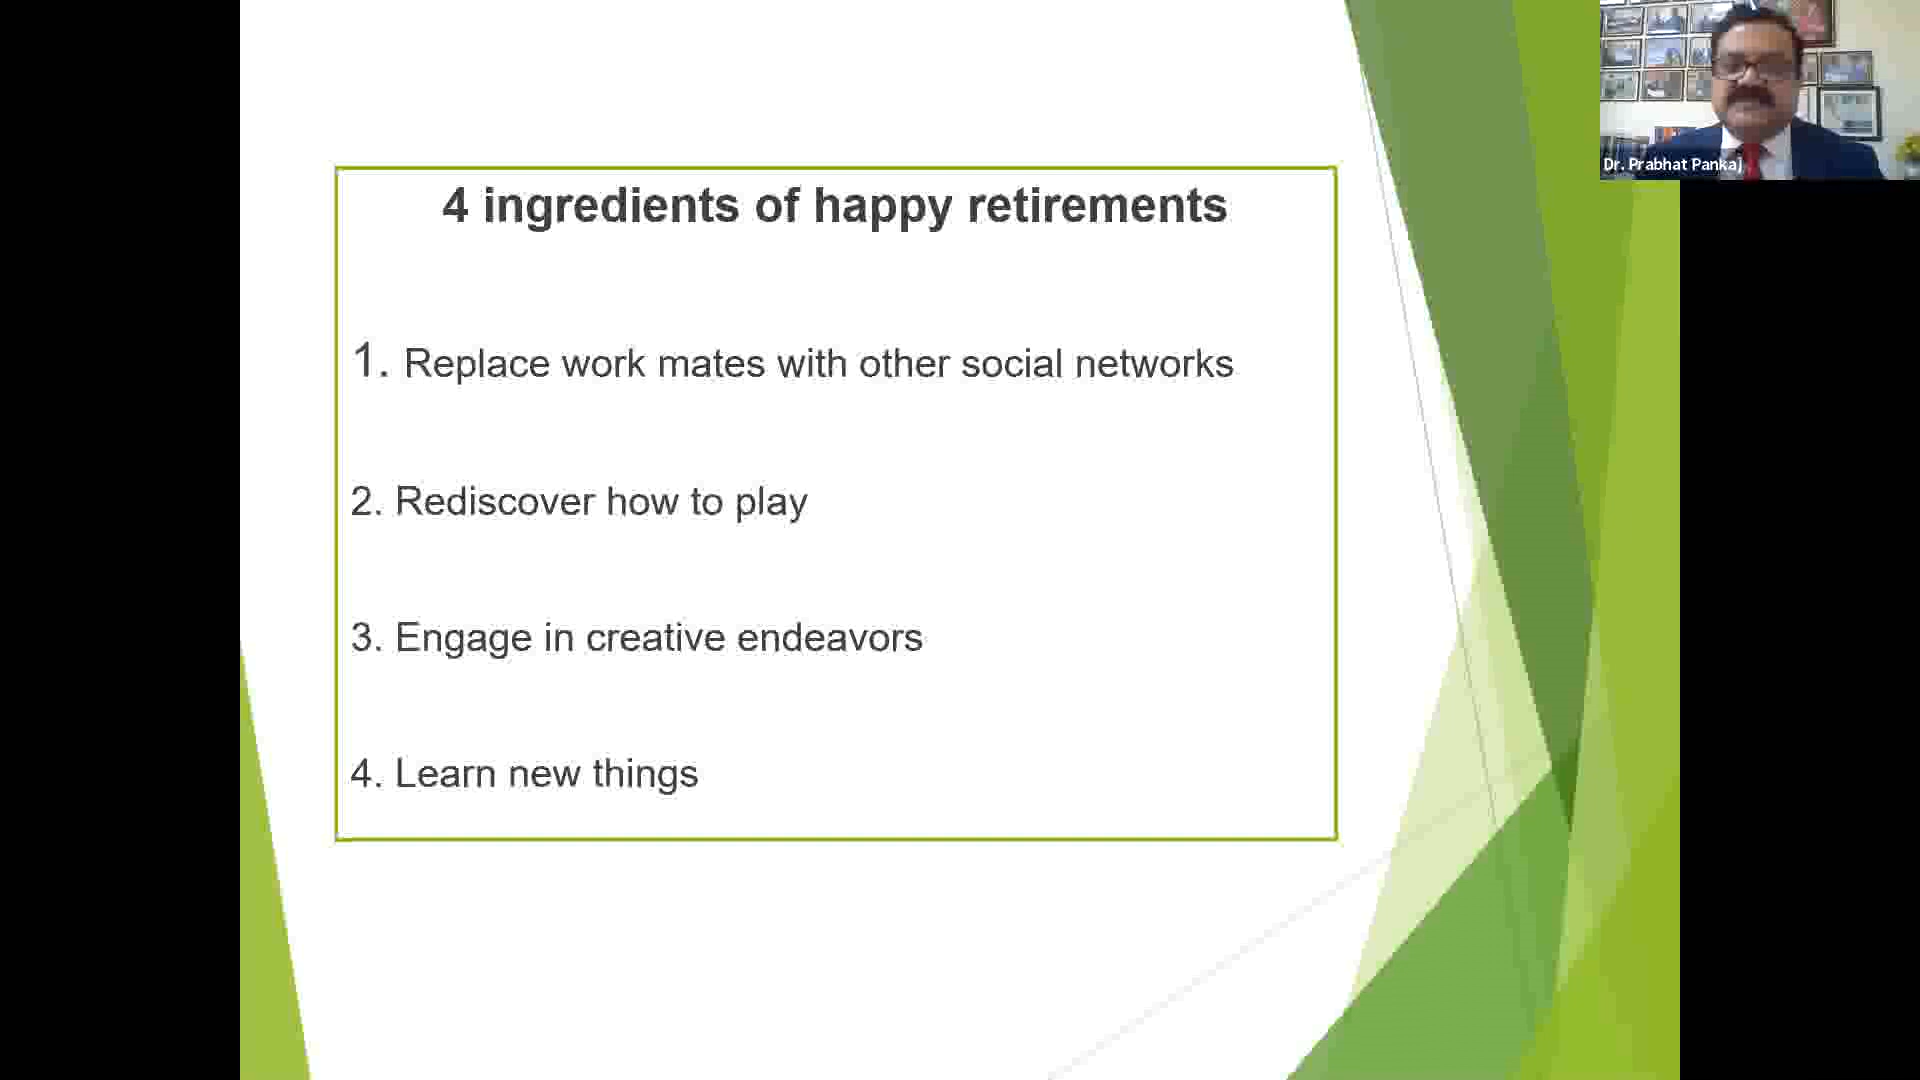 4 ingredients of happy retirements
1. Replace work mates with other social networks
2. Rediscover how to play
3. Engage in creative endeavors
4. Learn new things
Dr. Prabhat Pankaj